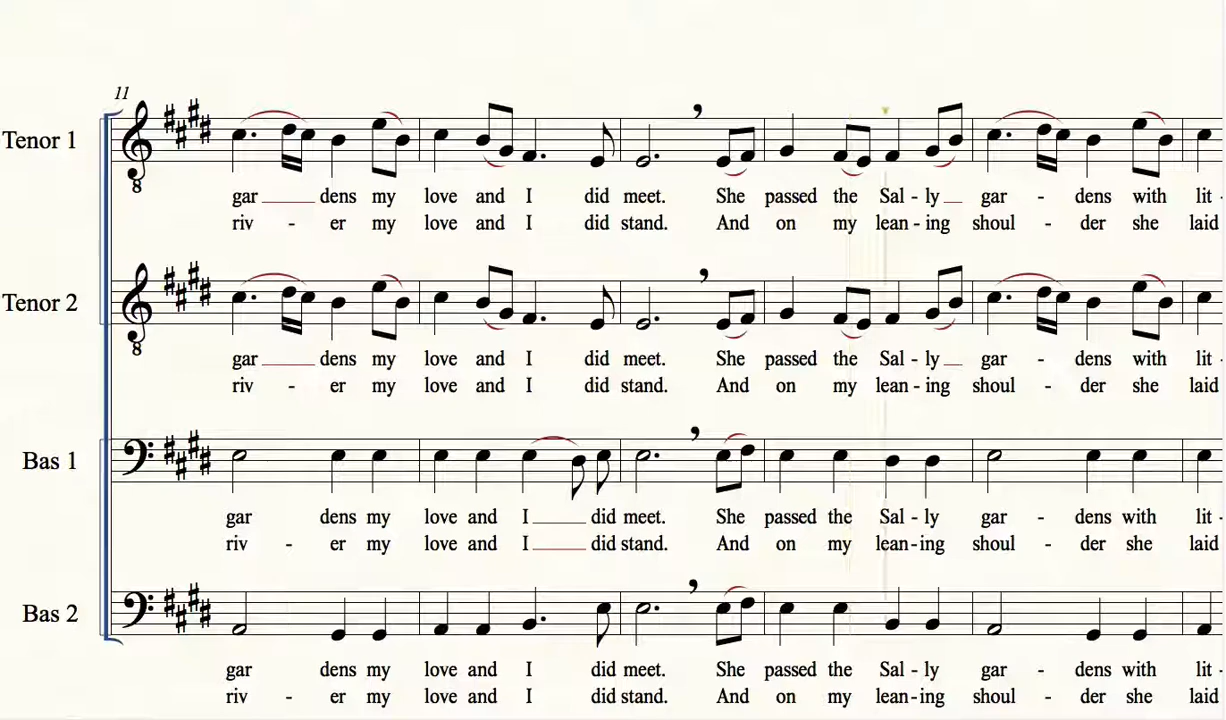 11
Tenor 1
gar dens my love and I did meet. She passed the Sal - ly gar - dens with lit -
riv - er my love and I did stand. And on my lean - ing shoul - der she laid
Tenor 2
gar dens my love and I did meet. She passed the Sal - ly gar - dens with lit -
riv - er my love and I did stand. And on my lean - ing shoul - der she laid
Bas 1
gar dens my love and I did meet. She passed the Sal - ly gar - dens with lit -
riv - er my love and I did stand. And on my lean - ing shoul - der she laid
Bas 2
gar dens my love and I did meet. She passed the Sal - ly gar - dens with lit -
riv - er my love and I did stand. And on my lean - ing shoul - der she laid